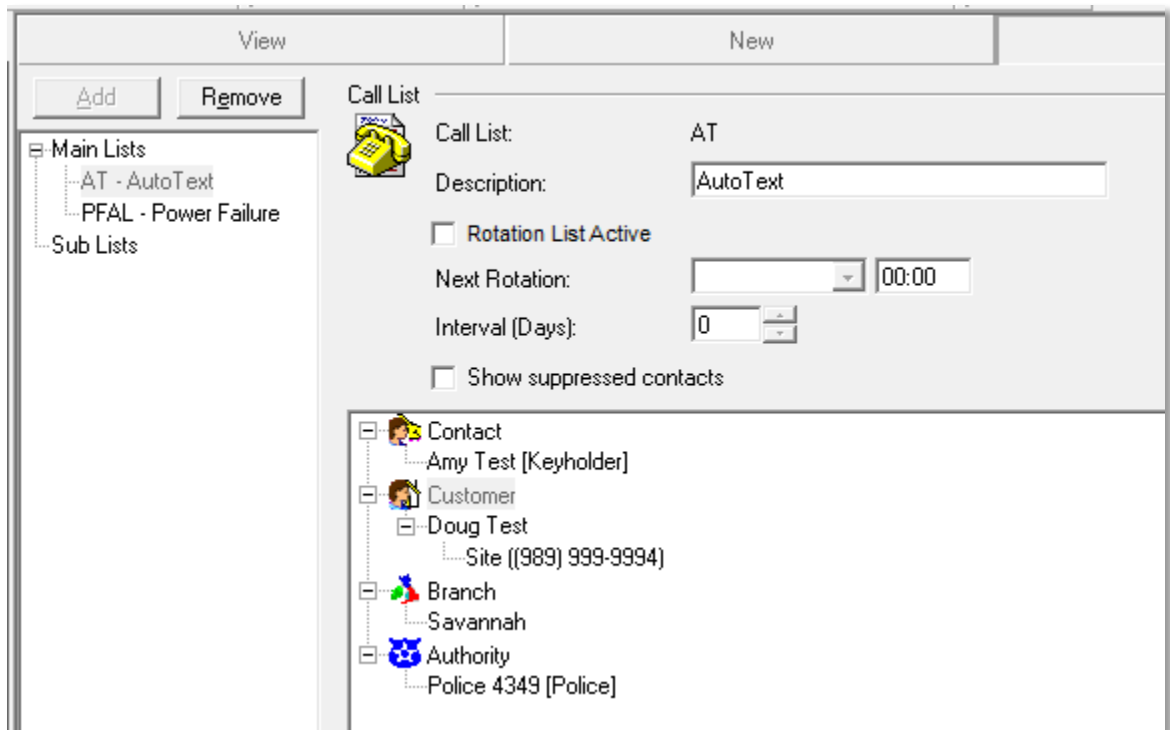 View
New
Add
Remove
Main Lists
AT - AutoText
PFAL - Power Failure
Sub Lists
Call List
Call List: AT
Description: AutoText
Rotation List Active
Next Rotation: 00:00
Interval (Days): 0
Show suppressed contacts
Contact
Amy Test [Keyholder]
Customer
Doug Test
Site ((989) 999-9994)
Branch
Savannah
Authority
Police 4349 [Police]